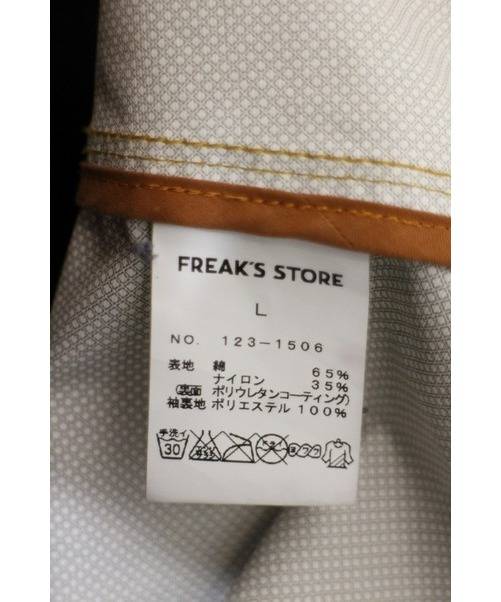 FREAK'S STORE
L
NO. 123-1506
表地 綿 65%
ナイロン 35%
(裏面 ポリウレタンコーティング)
袖裏地 ポリエステル 100%
手洗イ
30